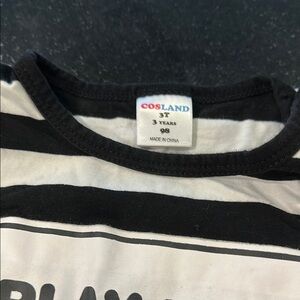 COSLAND
3T
3 YEARS
98
MADE IN CHINA
PLAY